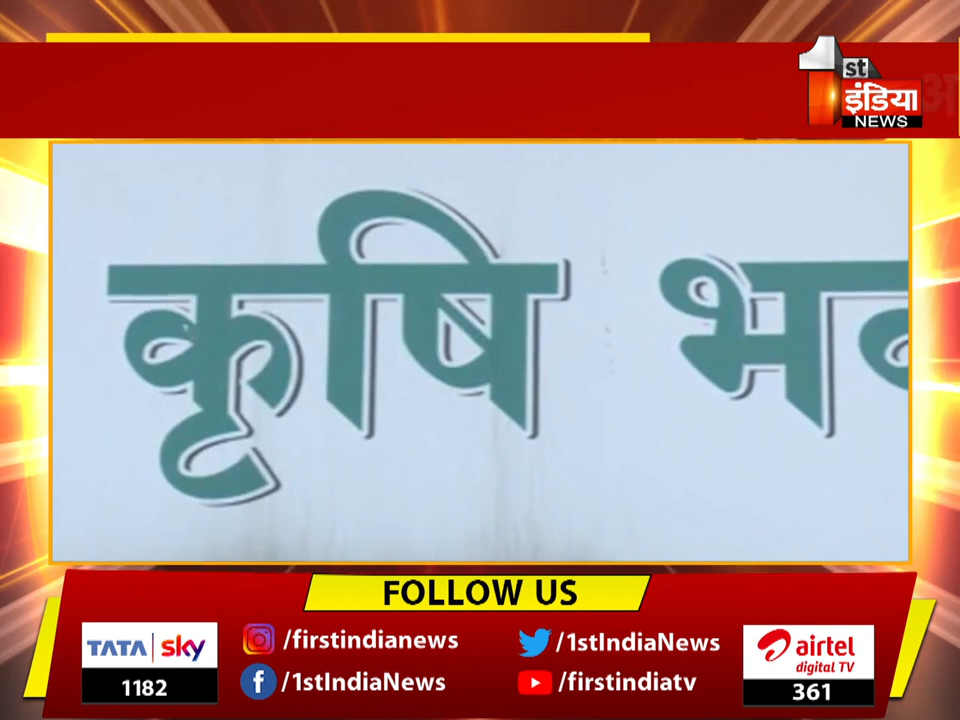 1st
इंडिया
NEWS
कृषि
FOLLOW US
TATA sky
1182
/firstindianews
/1stIndiaNews
/1stIndiaNews
/firstindiatv
airtel
digital TV
361